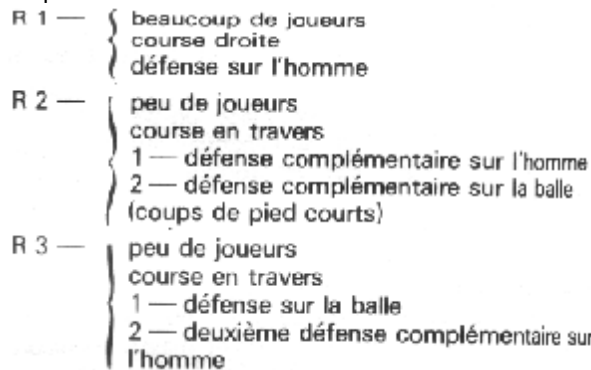 R 1 — beaucoup de joueurs
course droite
défense sur l'homme
R 2 — peu de joueurs
course en travers
1 — défense complémentaire sur l'homme
2 — défense complémentaire sur la balle
(coups de pied courts)
R 3 — peu de joueurs
course en travers
1 — défense sur la balle
2 — deuxième défense complémentaire sur
l'homme